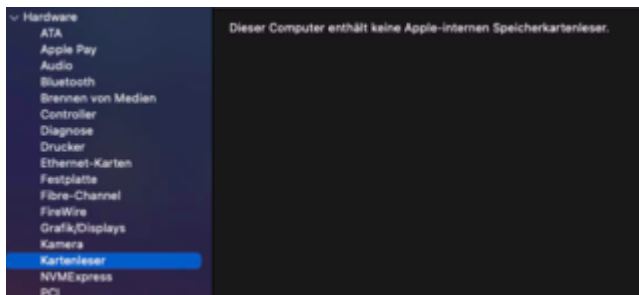 Hardware
ATA
Apple Pay
Audio
Bluetooth
Brennen von Medien
Controller
Diagnose
Drucker
Ethernet-Karten
Festplatte
Fibre-Channel
FireWire
Grafik/Displays
Kamera
Kartenleser
NVMExpress
PCI
Dieser Computer enthält keine Apple-internen Speicherkartenleser.